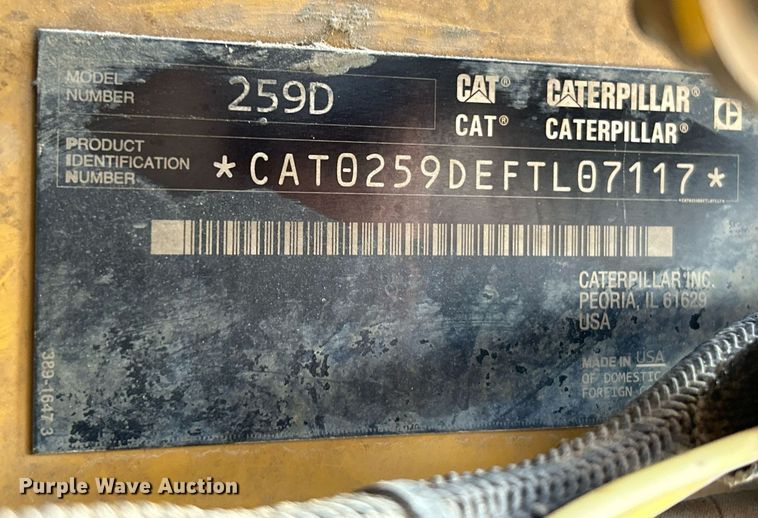 MODEL
NUMBER
259D
CAT® CATERPILLAR®
CAT® CATERPILLAR®
PRODUCT
IDENTIFICATION
NUMBER
*CAT0259DEFTL07117*
CATERPILLAR INC.
PEORIA, IL 61629
USA
MADE IN USA
OF DOMESTIC
FOREIGN
389-1647 3
Purple Wave Auction